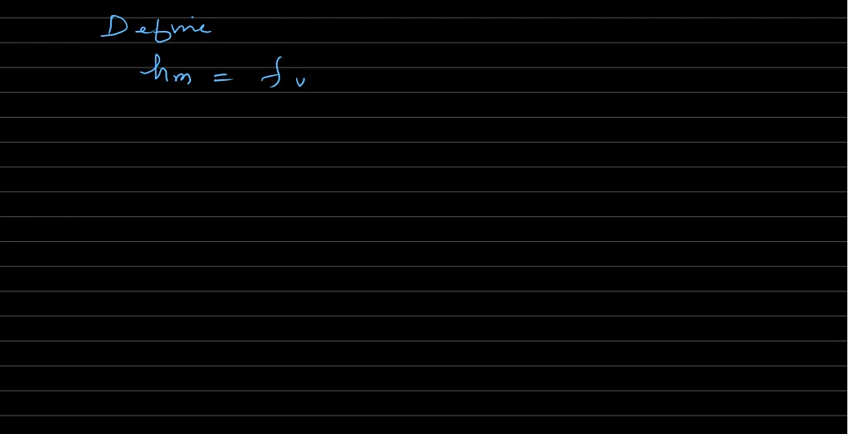 Define
hm = f v